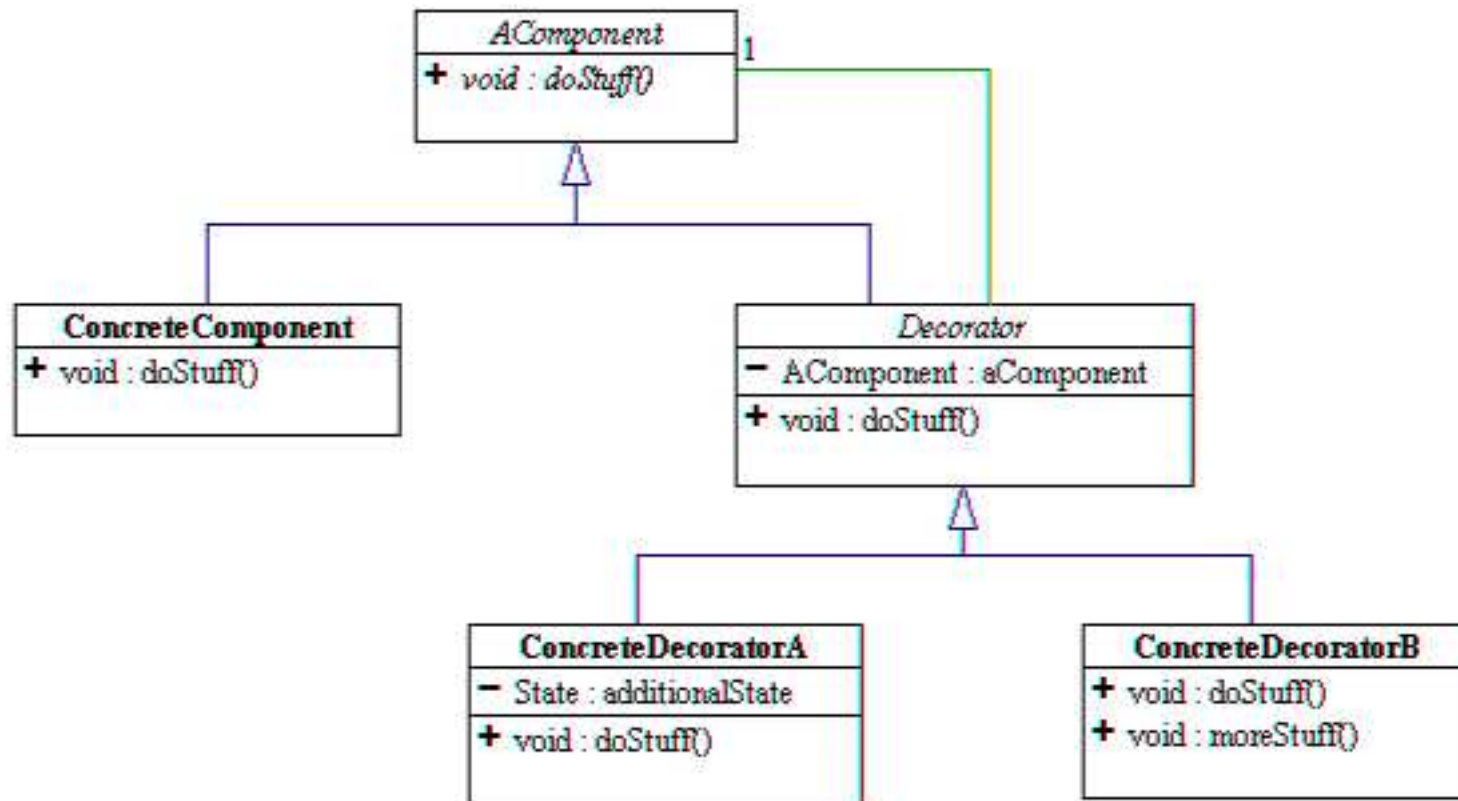 AComponent
1
+ void : doStuff()
ConcreteComponent
+ void : doStuff()
Decorator
- AComponent : aComponent
+ void : doStuff()
ConcreteDecoratorA
- State : additionalState
+ void : doStuff()
ConcreteDecoratorB
+ void : doStuff()
+ void : moreStuff()